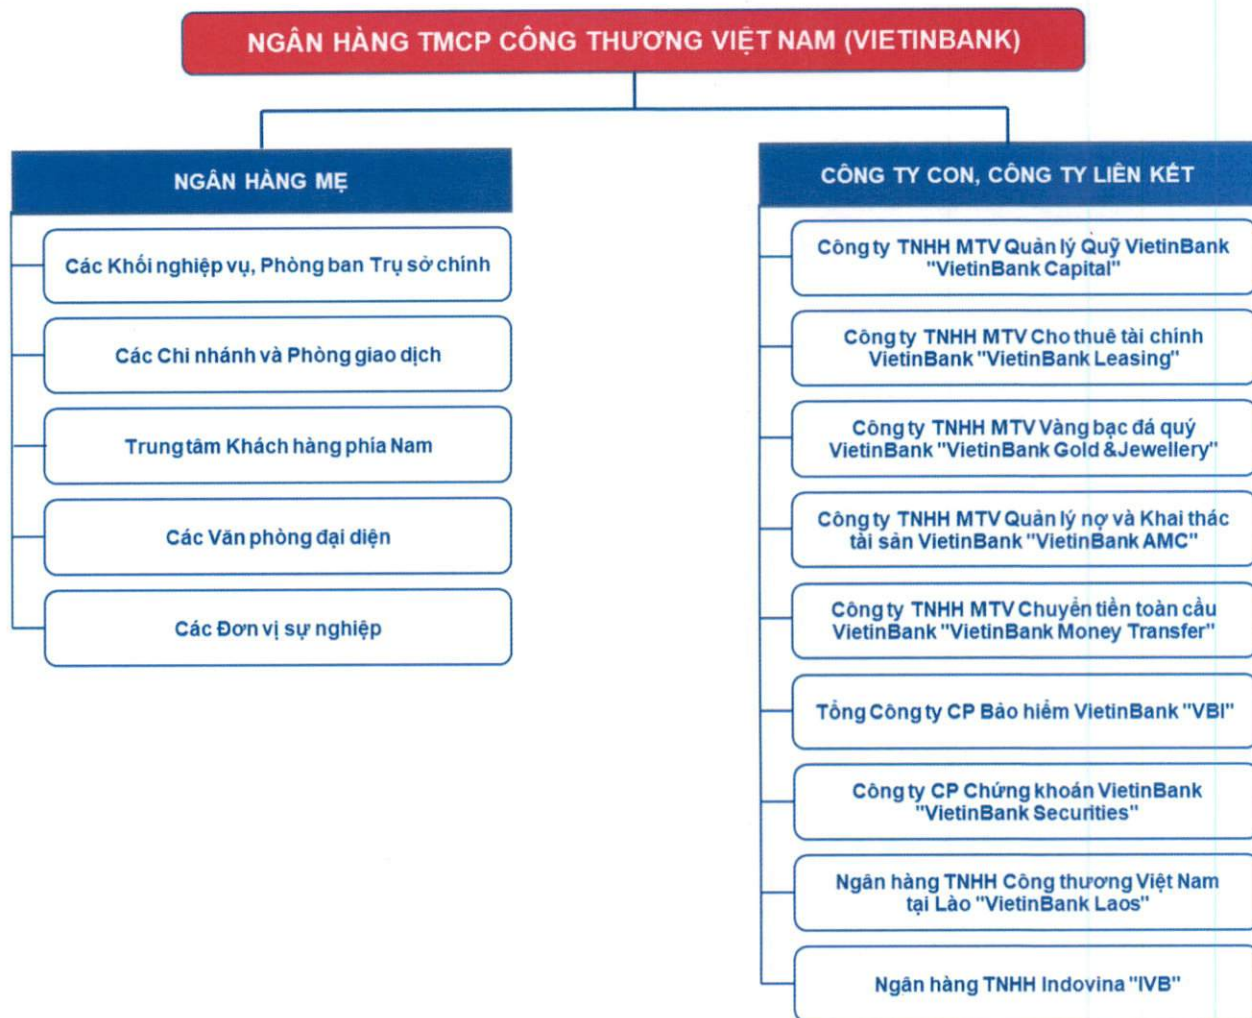 NGÂN HÀNG TMCP CÔNG THƯƠNG VIỆT NAM (VIETINBANK)
NGÂN HÀNG MẸ
Các Khối nghiệp vụ, Phòng ban Trụ sở chính
Các Chi nhánh và Phòng giao dịch
Trung tâm Khách hàng phía Nam
Các Văn phòng đại diện
Các Đơn vị sự nghiệp
CÔNG TY CON, CÔNG TY LIÊN KẾT
Công ty TNHH MTV Quản lý Quỹ VietinBank
"VietinBank Capital"
Công ty TNHH MTV Cho thuê tài chính
VietinBank "VietinBank Leasing"
Công ty TNHH MTV Vàng bạc đá quý
VietinBank "VietinBank Gold &Jewellery"
Công ty TNHH MTV Quản lý nợ và Khai thác
tài sản VietinBank "VietinBank AMC"
Công ty TNHH MTV Chuyển tiền toàn cầu
VietinBank "VietinBank Money Transfer"
Tổng Công ty CP Bảo hiểm VietinBank "VBI"
Công ty CP Chứng khoán VietinBank
"VietinBank Securities"
Ngân hàng TNHH Công thương Việt Nam
tại Lào "VietinBank Laos"
Ngân hàng TNHH Indovina "IVB"